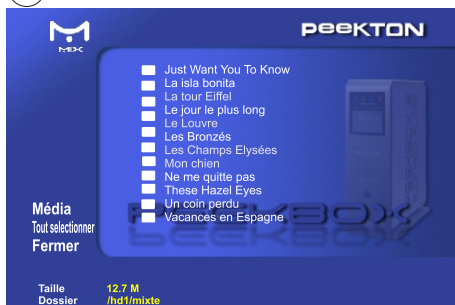 MIX
PEEKTON
Just Want You To Know
La isla bonita
La tour Eiffel
Le jour le plus long
Le Louvre
Les Bronzés
Les Champs Elysées
Mon chien
Ne me quitte pas
These Hazel Eyes
Un coin perdu
Vacances en Espagne
PEEKBOX
Média
Tout selectionner
Fermer
Taille 12.7 M
Dossier /hd1/mixte